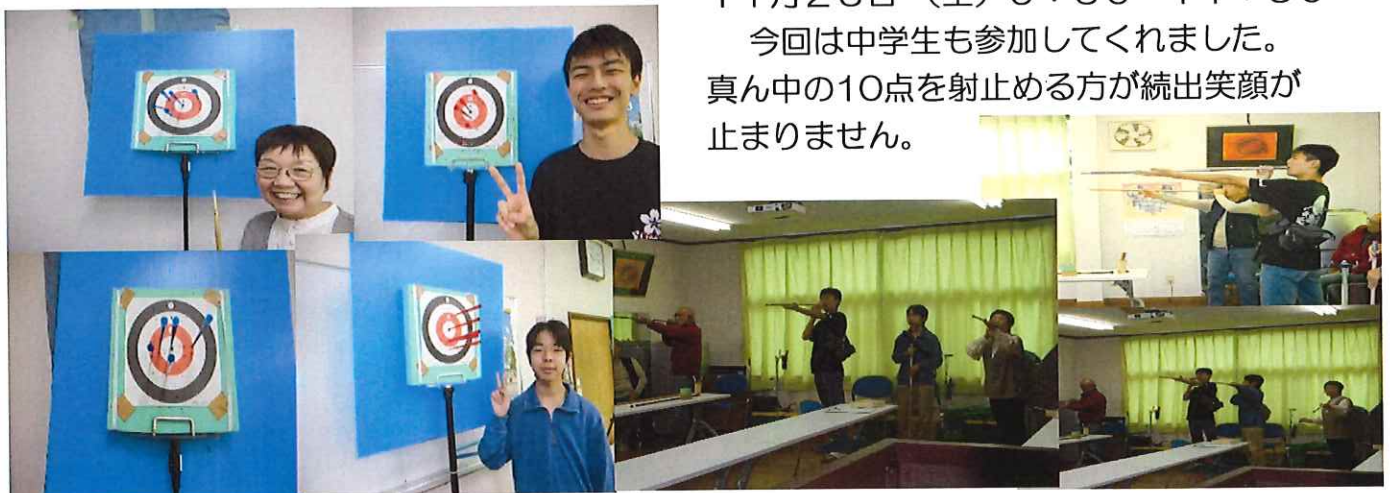 今回は中学生も参加してくれました。
真ん中の10点を射止める方が続出笑顔が
止まりません。